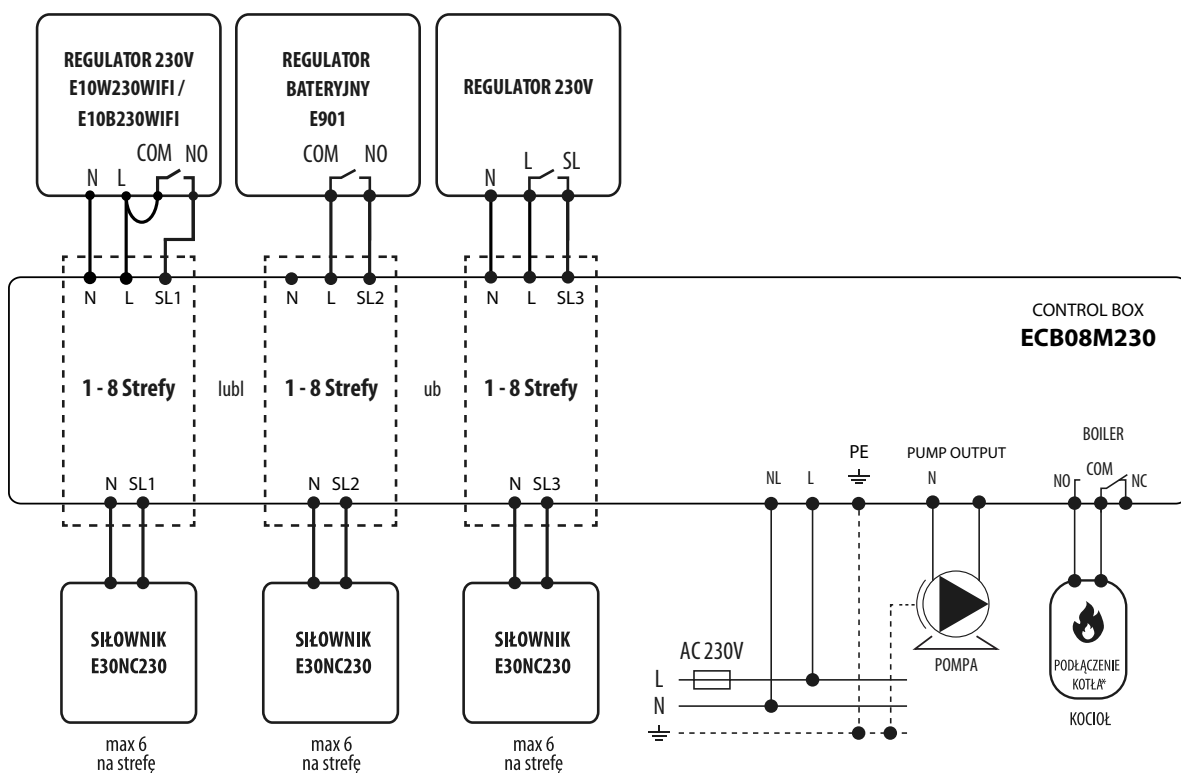 REGULATOR 230V
E10W230WIFI /
E10B230WIFI
COM NO
N L
REGULATOR
BATERYJNY
E901
COM NO
REGULATOR 230V
L SL
N
N L SL1
N L SL2
N L SL3
CONTROL BOX
ECB08M230
1 - 8 Strefy
lubl
1 - 8 Strefy
ub
1 - 8 Strefy
N SL1
N SL2
N SL3
NL L
PE
PUMP OUTPUT
N
BOILER
NO COM NC
SIŁOWNIK
E30NC230
SIŁOWNIK
E30NC230
SIŁOWNIK
E30NC230
max 6
na strefę
max 6
na strefę
max 6
na strefę
AC 230V
L
N
POMPA
PODŁĄCZENIE
KOTŁA*
KOCIOŁ